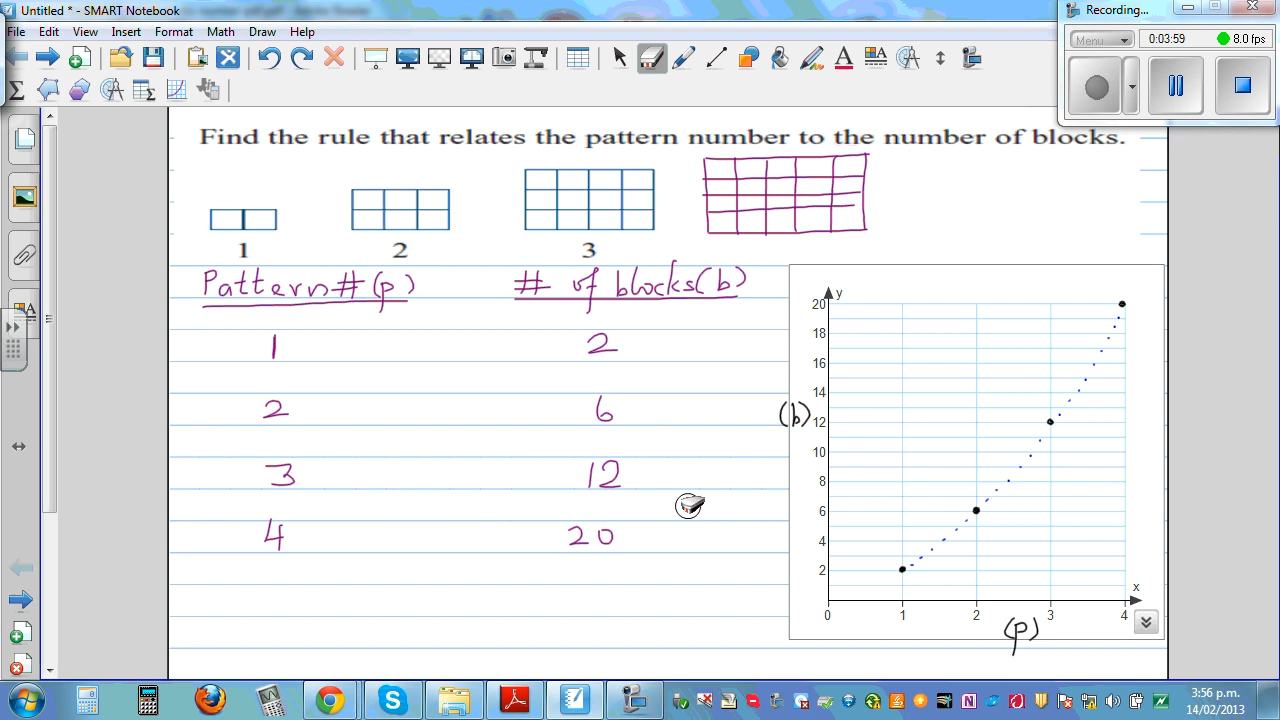 Untitled * - SMART Notebook
Recording...
File Edit View Insert Format Math Draw Help
Menu 00:03:59 8.0 fps
Find the rule that relates the pattern number to the number of blocks.
1 2 3
Pattern # (p) # of blocks (b)
1 2
2 6
3 12
4 20
y
20
18
16
14
(b) 12
10
8
6
4
2
x
0 1 2 3 4
(p)
3:56 p.m.
14/02/2013